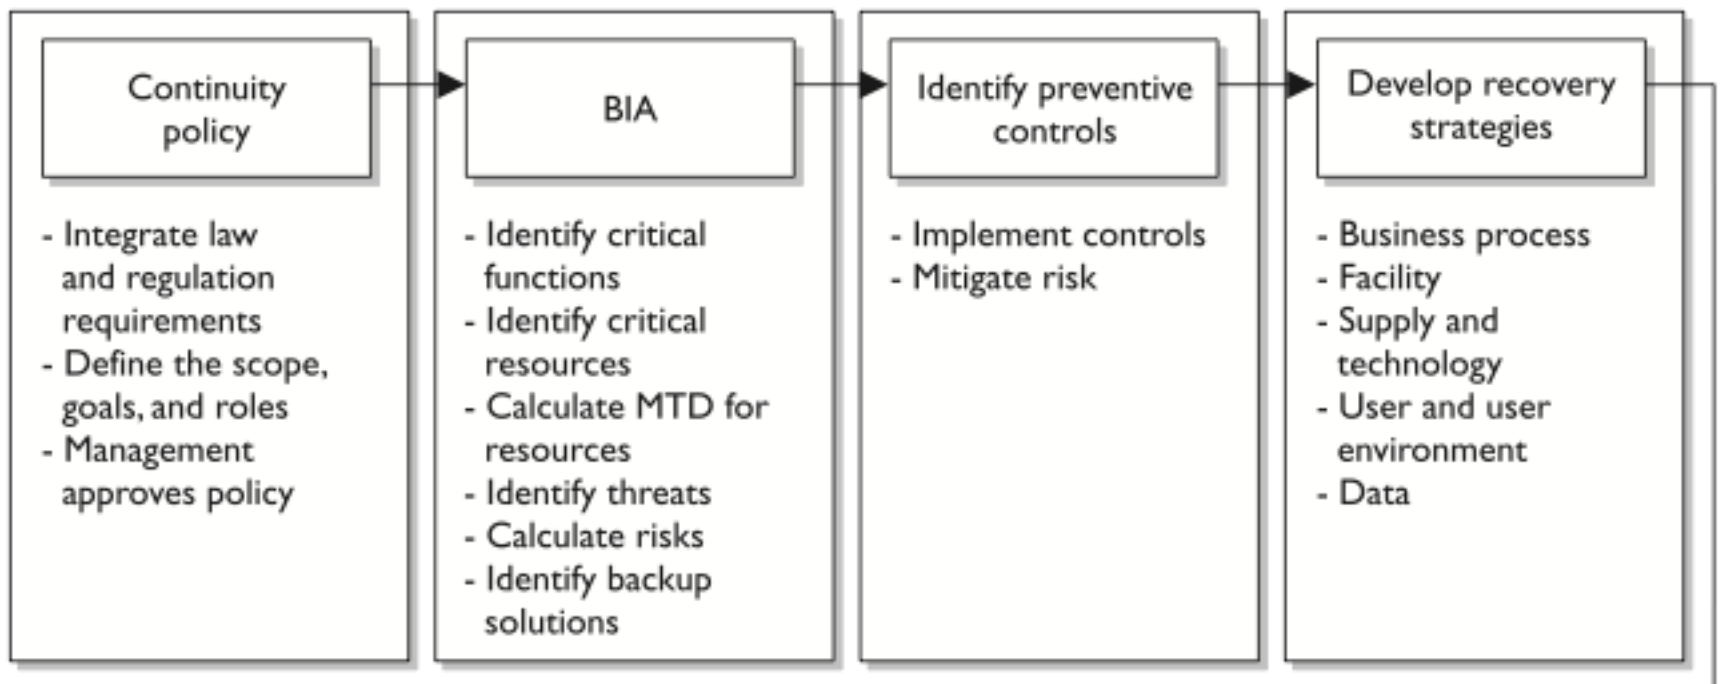 Continuity
policy
- Integrate law
and regulation
requirements
- Define the scope,
goals, and roles
- Management
approves policy
BIA
- Identify critical
functions
- Identify critical
resources
- Calculate MTD for
resources
- Identify threats
- Calculate risks
- Identify backup
solutions
Identify preventive
controls
- Implement controls
- Mitigate risk
Develop recovery
strategies
- Business process
- Facility
- Supply and
technology
- User and user
environment
- Data